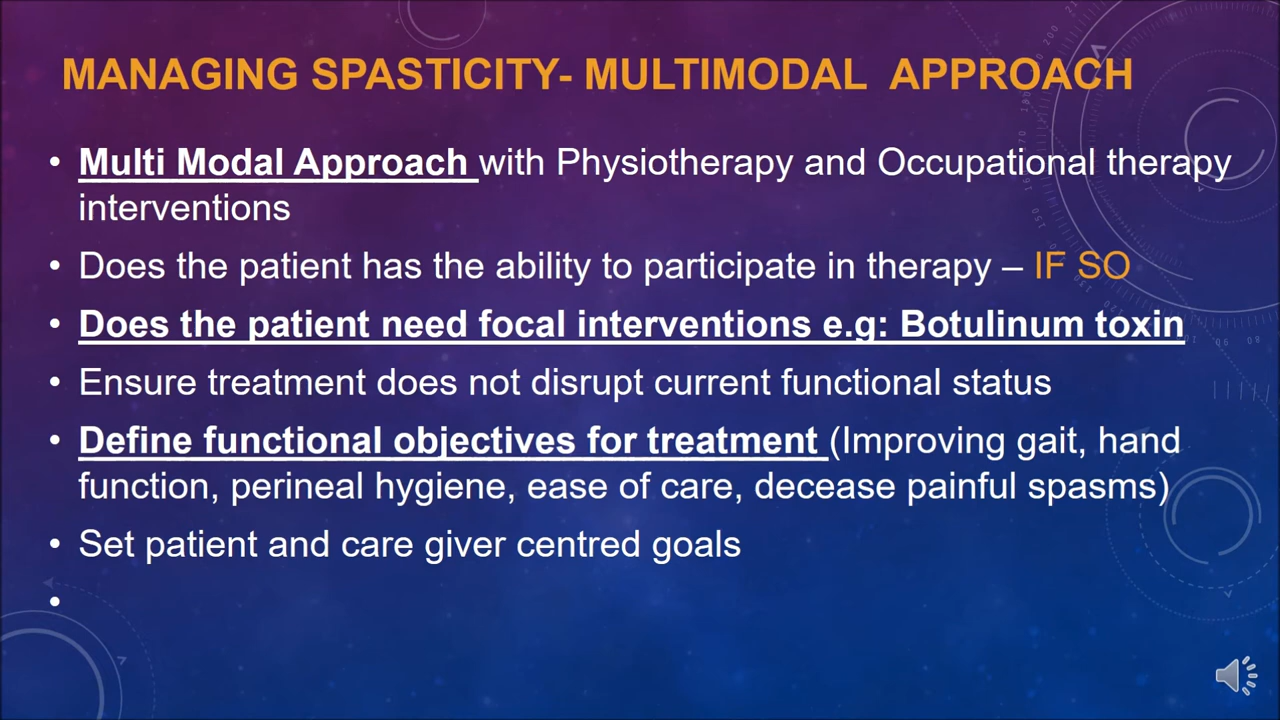 MANAGING SPASTICITY- MULTIMODAL APPROACH
• Multi Modal Approach with Physiotherapy and Occupational therapy
interventions
• Does the patient has the ability to participate in therapy – IF SO
• Does the patient need focal interventions e.g: Botulinum toxin
• Ensure treatment does not disrupt current functional status
• Define functional objectives for treatment (Improving gait, hand
function, perineal hygiene, ease of care, decease painful spasms)
• Set patient and care giver centred goals
•